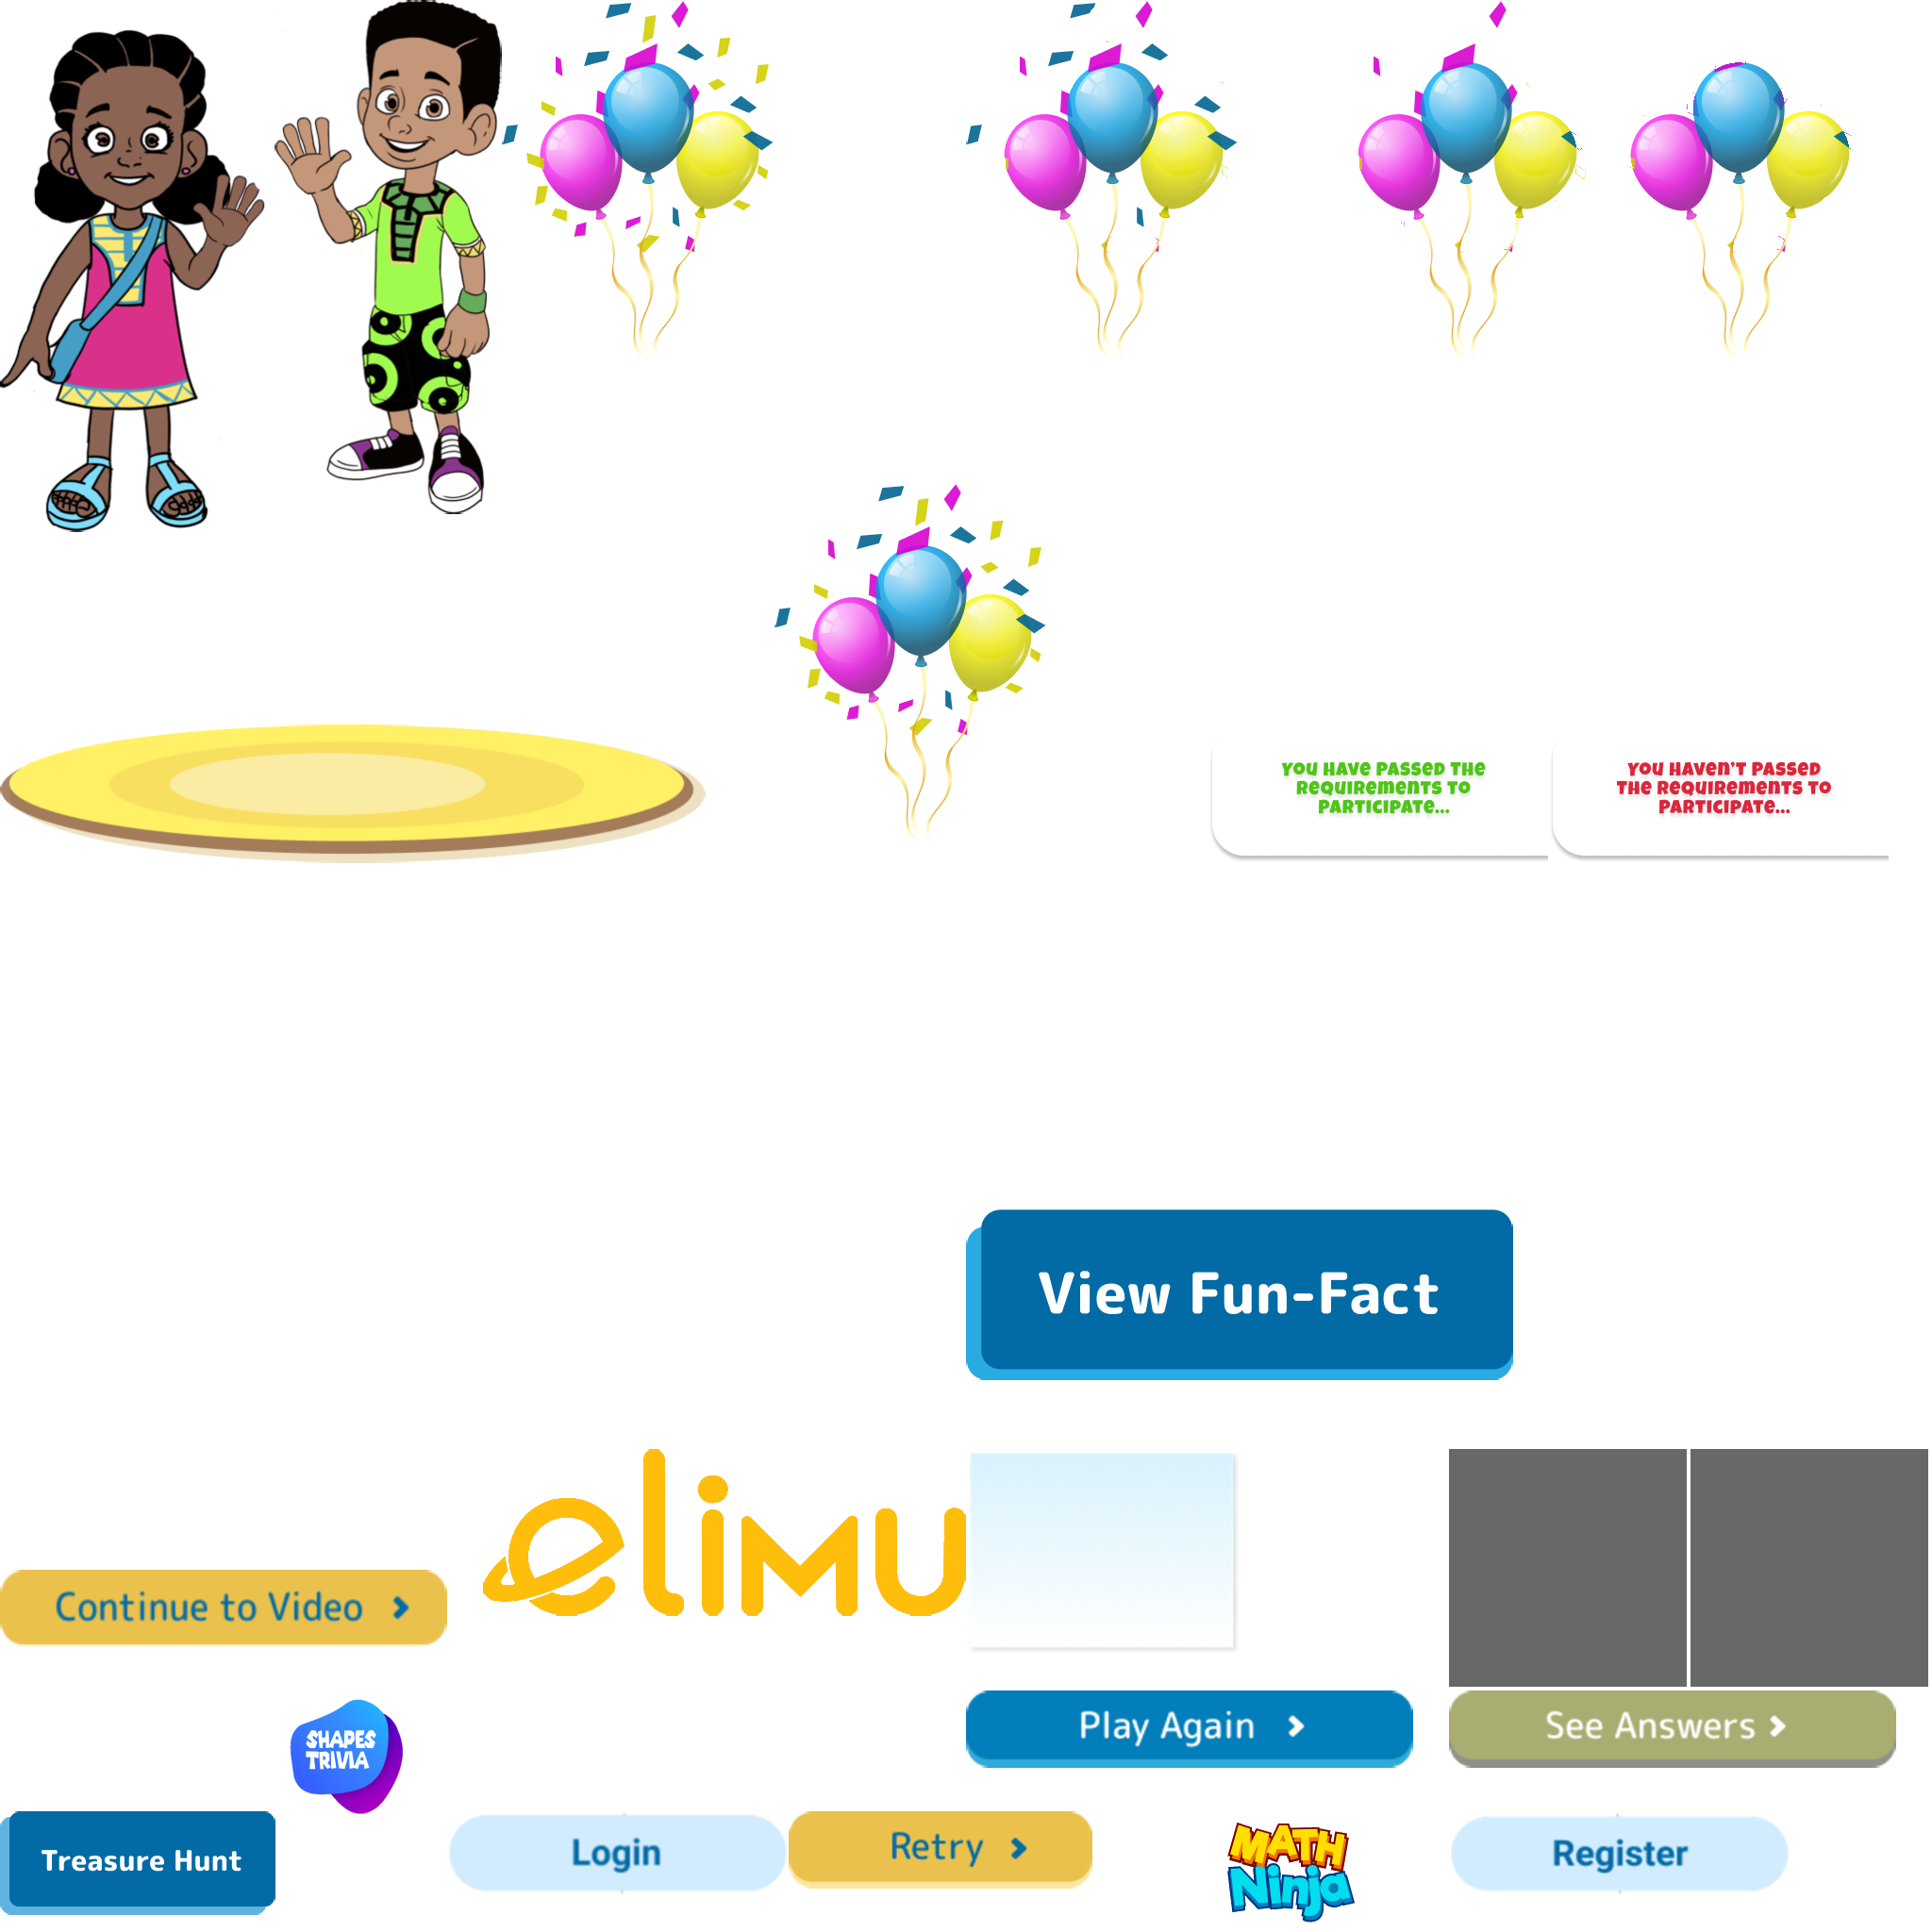 YOU HAVE PASSED THE
REQUIREMENTS TO
PARTICIPATE...
YOU HAVEN'T PASSED
THE REQUIREMENTS TO
PARTICIPATE...
View Fun-Fact
elimu
Continue to Video
Play Again
See Answers
SHAPES
TRIVIA
Treasure Hunt
Login
Retry
MATH
Ninja
Register